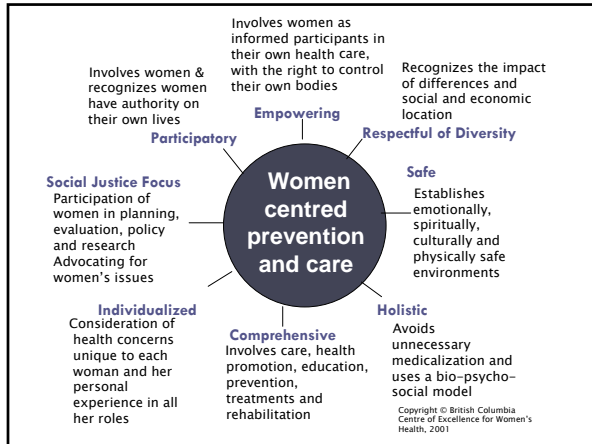 Involves women as
informed participants in
their own health care,
with the right to control
their own bodies
Empowering
Recognizes the impact
of differences and
social and economic
location
Respectful of Diversity
Safe
Establishes
emotionally,
spiritually,
culturally and
physically safe
environments
Holistic
Avoids
unnecessary
medicalization and
uses a bio-psycho-
social model
Comprehensive
Involves care, health
promotion, education,
prevention,
treatments and
rehabilitation
Individualized
Consideration of
health concerns
unique to each
woman and her
personal
experience in all
her roles
Social Justice Focus
Participation of
women in planning,
evaluation, policy
and research
Advocating for
women's issues
Involves women &
recognizes women
have authority on
their own lives
Participatory
Women
centred
prevention
and care
Copyright © British Columbia
Centre of Excellence for Women's
Health, 2001